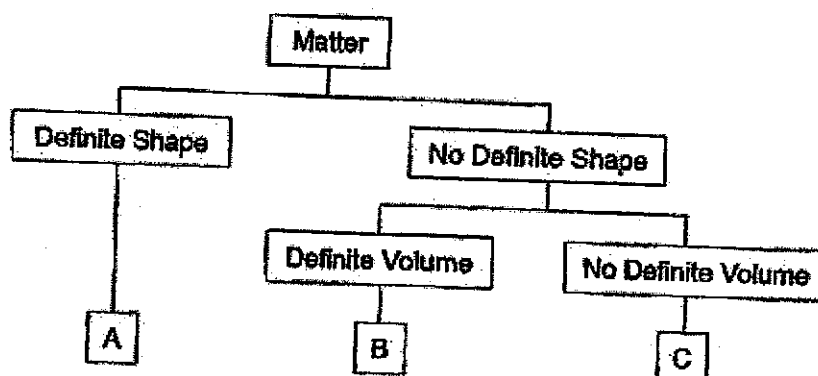 Matter
Definite Shape
No Definite Shape
Definite Volume
No Definite Volume
A
B
C